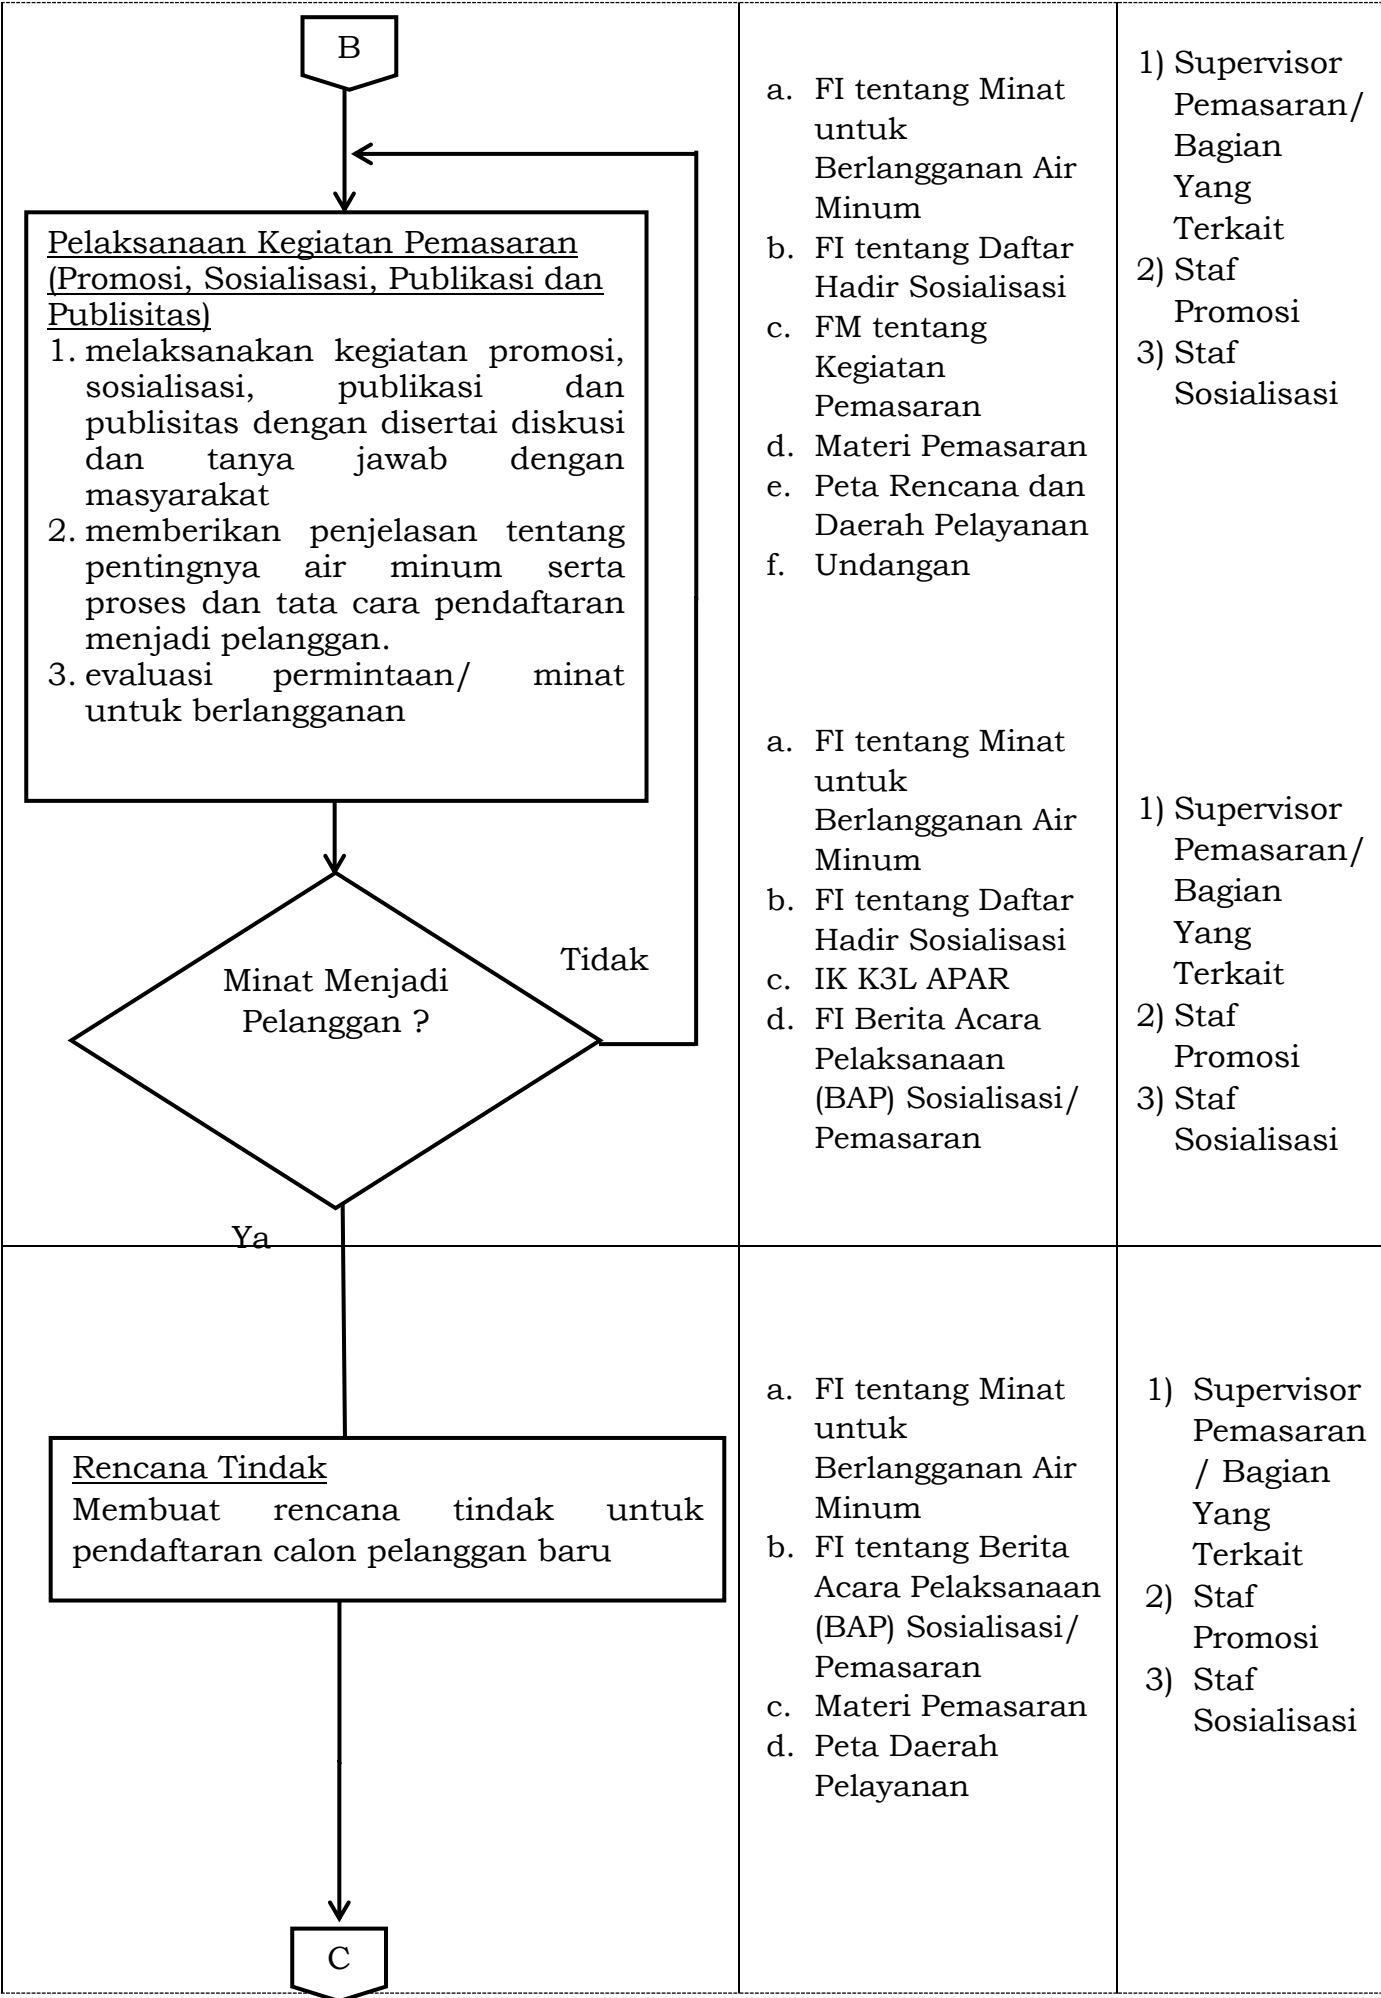 B
Pelaksanaan Kegiatan Pemasaran
(Promosi, Sosialisasi, Publikasi dan
Publisitas)
1. melaksanakan kegiatan promosi,
sosialisasi, publikasi dan
publisitas dengan disertai diskusi
dan tanya jawab dengan
masyarakat
2. memberikan penjelasan tentang
pentingnya air minum serta
proses dan tata cara pendaftaran
menjadi pelanggan.
3. evaluasi permintaan/ minat
untuk berlangganan
Minat Menjadi
Pelanggan ?
Tidak
Ya
a. FI tentang Minat
untuk
Berlangganan Air
Minum
b. FI tentang Daftar
Hadir Sosialisasi
c. FM tentang
Kegiatan
Pemasaran
d. Materi Pemasaran
e. Peta Rencana dan
Daerah Pelayanan
f. Undangan
a. FI tentang Minat
untuk
Berlangganan Air
Minum
b. FI tentang Daftar
Hadir Sosialisasi
c. IK K3L APAR
d. FI Berita Acara
Pelaksanaan
(BAP) Sosialisasi/
Pemasaran
1) Supervisor
Pemasaran/
Bagian
Yang
Terkait
2) Staf
Promosi
3) Staf
Sosialisasi
1) Supervisor
Pemasaran/
Bagian
Yang
Terkait
2) Staf
Promosi
3) Staf
Sosialisasi
Rencana Tindak
Membuat rencana tindak untuk
pendaftaran calon pelanggan baru
C
a. FI tentang Minat
untuk
Berlangganan Air
Minum
b. FI tentang Berita
Acara Pelaksanaan
(BAP) Sosialisasi/
Pemasaran
c. Materi Pemasaran
d. Peta Daerah
Pelayanan
1) Supervisor
Pemasaran
/ Bagian
Yang
Terkait
2) Staf
Promosi
3) Staf
Sosialisasi